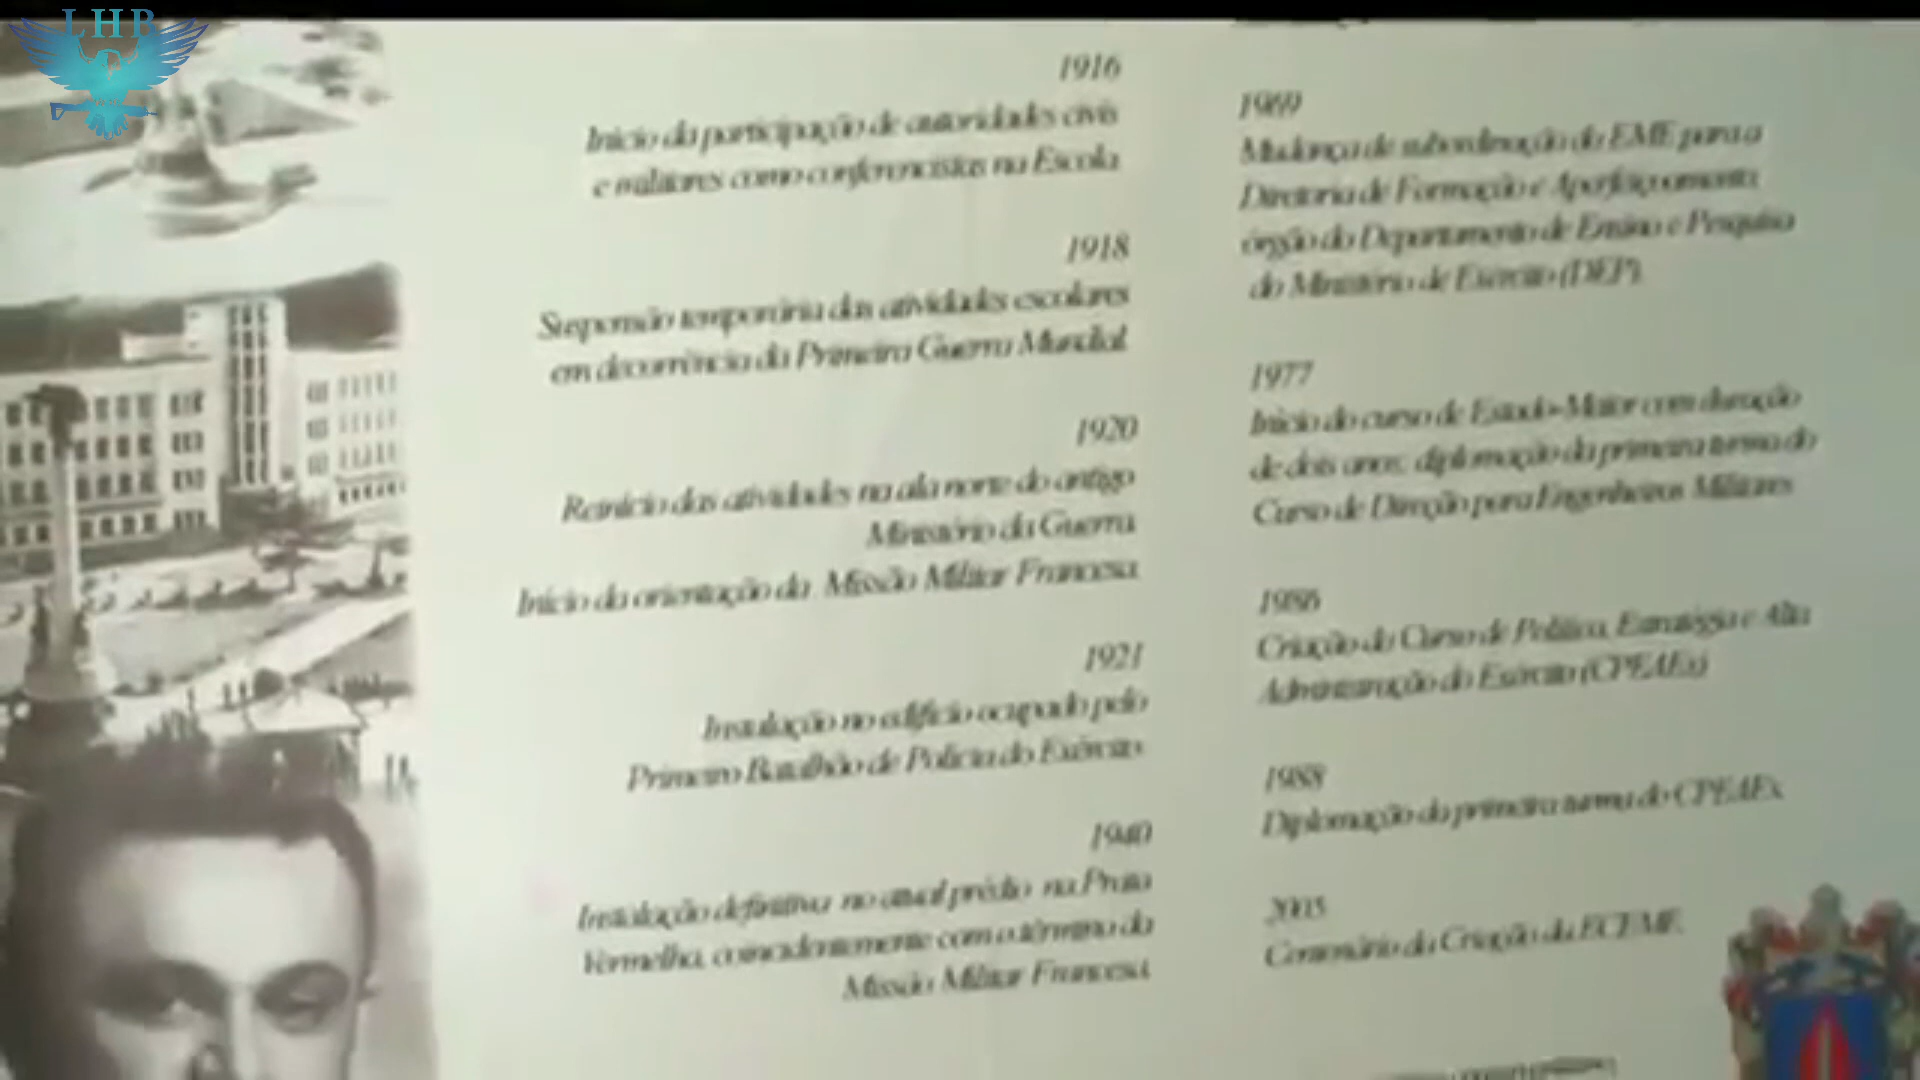 LHB
1916
Início da participação de autoridades civis
e militares como conferencistas na Escola
1918
Suspensão temporária das atividades escolares
em decorrência da Primeira Guerra Mundial.
1920
Reinício das atividades na ala norte do antigo
Ministério da Guerra
Início da orientação da Missão Militar Francesa.
1921
Instalação no edifício ocupado pelo
Primeiro Batalhão de Polícia do Exército.
1940
Instalação definitiva no atual prédio na Praia
Vermelha, coincidentemente com o término da
Missão Militar Francesa.
1969
Mudança de subordinação do EME para a
Diretoria de Formação e Aperfeiçoamento,
órgão do Departamento de Ensino e Pesquisa
do Ministério de Exército (DEP).
1977
Início do curso de Estado-Maior com duração
de dois anos; diplomação da primeira turma do
Curso de Direção para Engenheiros Militares
1986
Criação do Curso de Política, Estratégia e Alta
Administração do Exército (CPEAEx)
1988
Diplomação da primeira turma do CPEAEx.
2005
Centenário da Criação da ECEME.